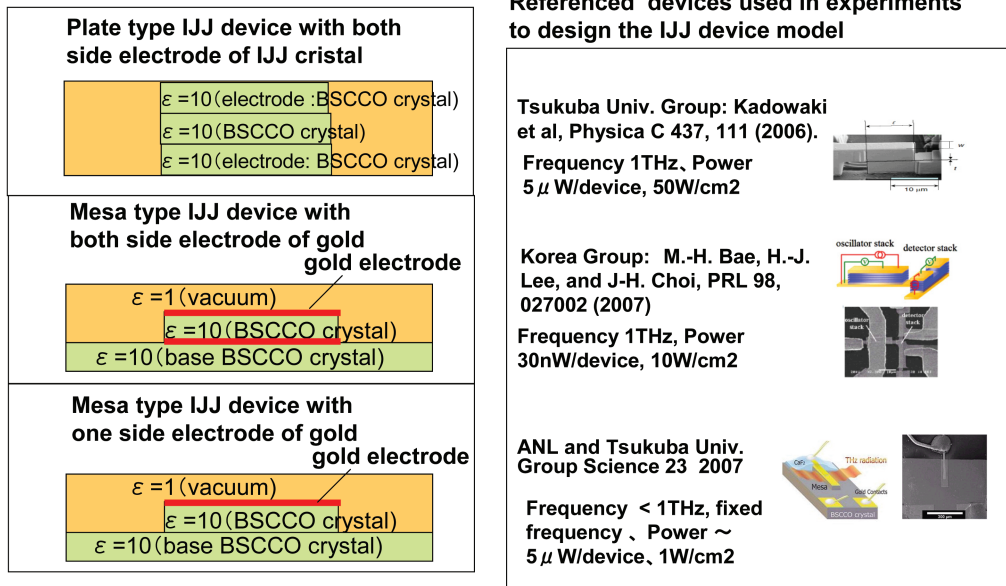 Plate type IJJ device with both
side electrode of IJJ cristal
ε =10(electrode :BSCCO crystal)
ε =10(BSCCO crystal)
ε =10(electrode: BSCCO crystal)
Mesa type IJJ device with
both side electrode of gold
gold electrode
ε =1(vacuum)
ε =10(BSCCO crystal)
ε =10(base BSCCO crystal)
Mesa type IJJ device with
one side electrode of gold
gold electrode
ε =1(vacuum)
ε =10(BSCCO crystal)
ε =10(base BSCCO crystal)
Referenced devices used in experiments
to design the IJJ device model
Tsukuba Univ. Group: Kadowaki
et al, Physica C 437, 111 (2006).
Frequency 1THz、Power
5μW/device, 50W/cm2
10 μm
Korea Group: M.-H. Bae, H.-J.
Lee, and J-H. Choi, PRL 98,
027002 (2007)
Frequency 1THz, Power
30nW/device, 10W/cm2
oscillator stack
detector stack
oscillator
stack
detector
stack
ANL and Tsukuba Univ.
Group Science 23 2007
Frequency < 1THz, fixed
frequency 、Power ～
5μW/device、1W/cm2
CaF₂
THz radiation
Mesa
Gold Contacts
BSCCO crystal